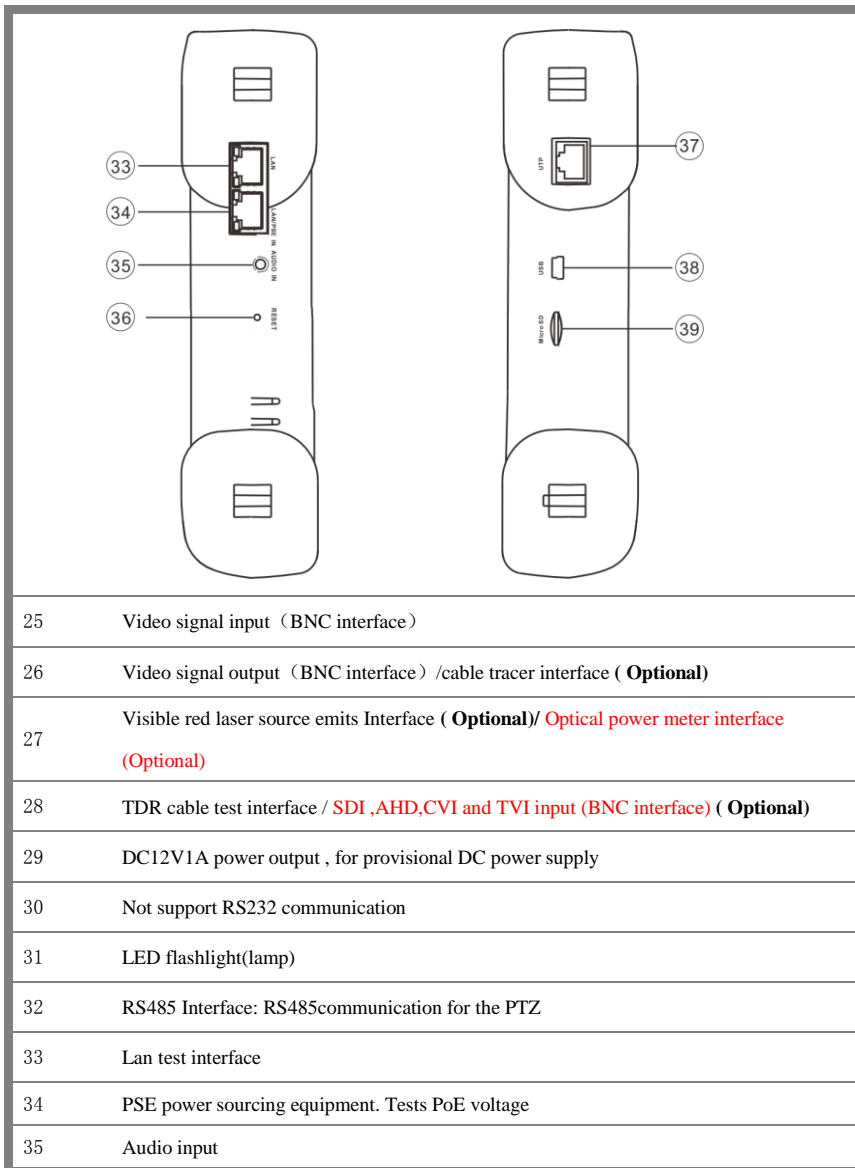 33
LAN
34
LAN/PSE IN
35
AUDIO IN
36
RESET
UTP
37
USB
38
Micro SD
39
25 Video signal input（BNC interface）
26 Video signal output（BNC interface）/cable tracer interface ( Optional)
27 Visible red laser source emits Interface ( Optional)/ Optical power meter interface
(Optional)
28 TDR cable test interface / SDI ,AHD,CVI and TVI input (BNC interface) ( Optional)
29 DC12V1A power output , for provisional DC power supply
30 Not support RS232 communication
31 LED flashlight(lamp)
32 RS485 Interface: RS485communication for the PTZ
33 Lan test interface
34 PSE power sourcing equipment. Tests PoE voltage
35 Audio input